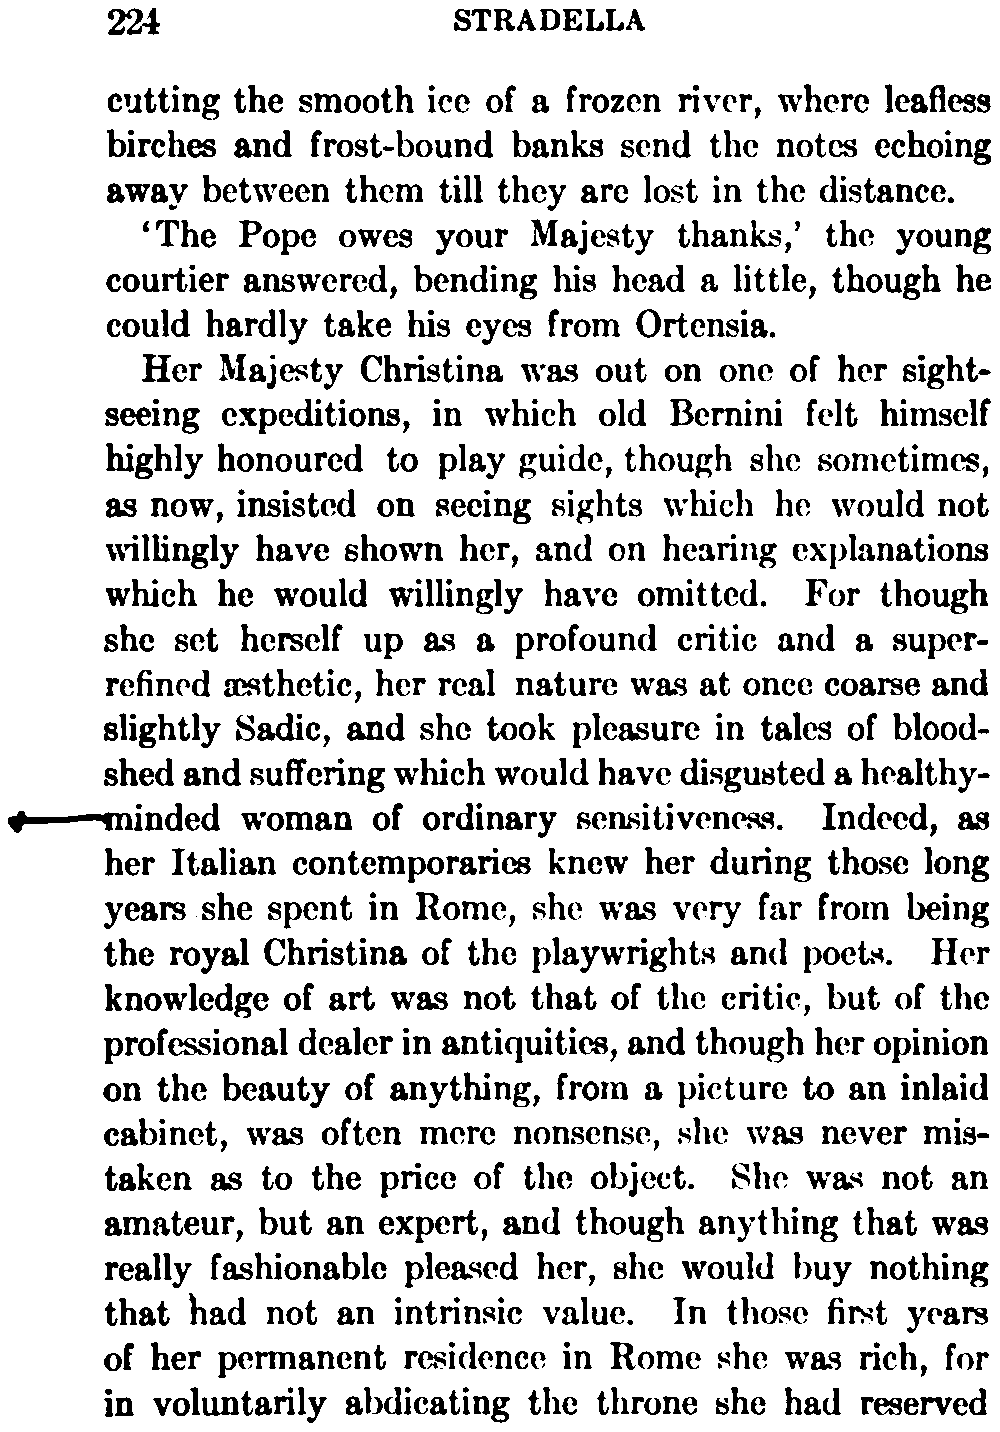 224 STRADELLA
cutting the smooth ice of a frozen river, where leafless
birches and frost-bound banks send the notes echoing
away between them till they are lost in the distance.
'The Pope owes your Majesty thanks,' the young
courtier answered, bending his head a little, though he
could hardly take his eyes from Ortensia.
Her Majesty Christina was out on one of her sight-
seeing expeditions, in which old Bernini felt himself
highly honoured to play guide, though she sometimes,
as now, insisted on seeing sights which he would not
willingly have shown her, and on hearing explanations
which he would willingly have omitted. For though
she set herself up as a profound critic and a super-
refined æsthetic, her real nature was at once coarse and
slightly Sadic, and she took pleasure in tales of blood-
shed and suffering which would have disgusted a healthy-
minded woman of ordinary sensitiveness. Indeed, as
her Italian contemporaries knew her during those long
years she spent in Rome, she was very far from being
the royal Christina of the playwrights and poets. Her
knowledge of art was not that of the critic, but of the
professional dealer in antiquities, and though her opinion
on the beauty of anything, from a picture to an inlaid
cabinet, was often mere nonsense, she was never mis-
taken as to the price of the object. She was not an
amateur, but an expert, and though anything that was
really fashionable pleased her, she would buy nothing
that had not an intrinsic value. In those first years
of her permanent residence in Rome she was rich, for
in voluntarily abdicating the throne she had reserved